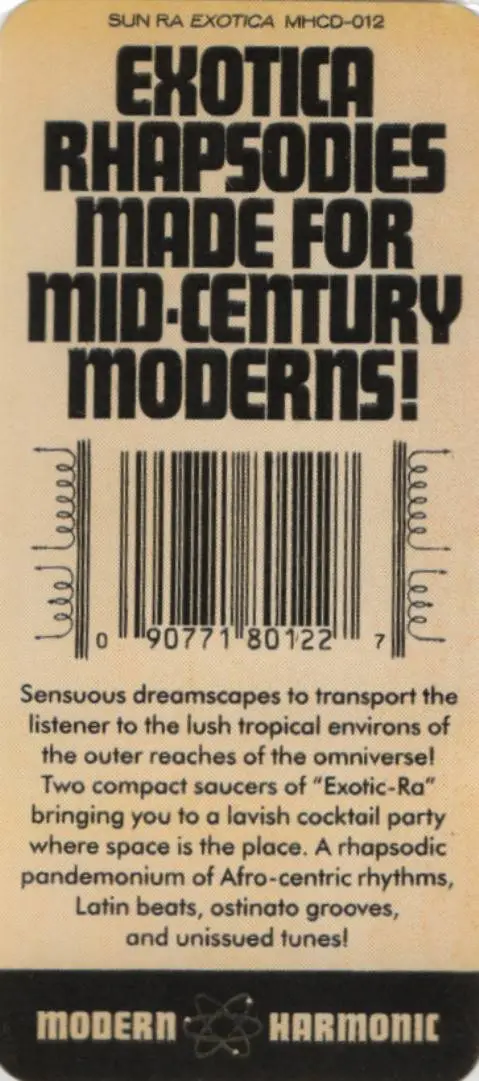 SUN RA EXOTICA MHCD-012
EXOTICA
RHAPSODIES
MADE FOR
MID-CENTURY
MODERNS!
0 90771 80122 7
Sensuous dreamscapes to transport the
listener to the lush tropical environs of
the outer reaches of the omniverse!
Two compact saucers of “Exotic-Ra”
bringing you to a lavish cocktail party
where space is the place. A rhapsodic
pandemonium of Afro-centric rhythms,
Latin beats, ostinato grooves,
and unissued tunes!
MODERN HARMONIC